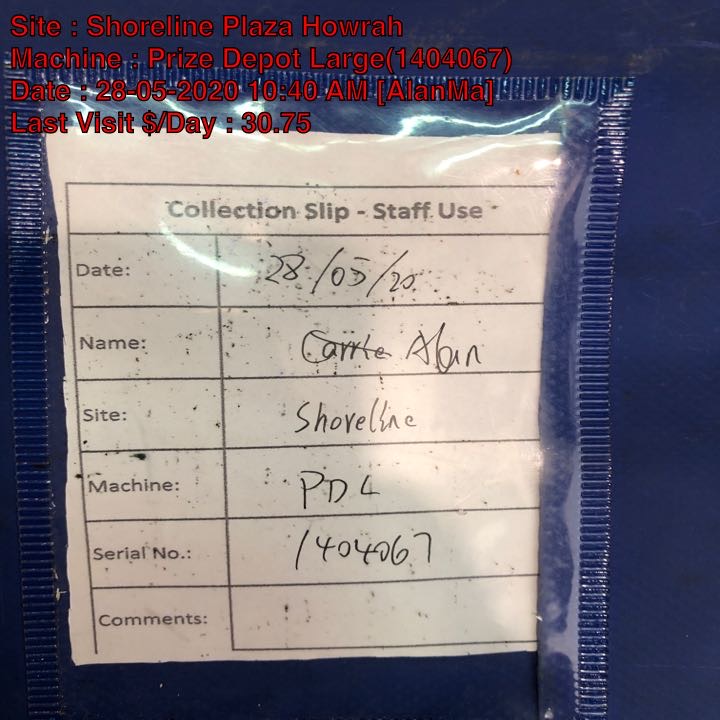 Site : Shoreline Plaza Howrah
Machine : Prize Depot Large(1404067)
Date : 28-05-2020 10:40 AM [AlanMa]
Last Visit $/Day : 30.75
Collection Slip - Staff Use
Date: 28/05/20
Name: Carrie Alan
Site: Shoreline
Machine: PDL
Serial No.: 1404067
Comments: